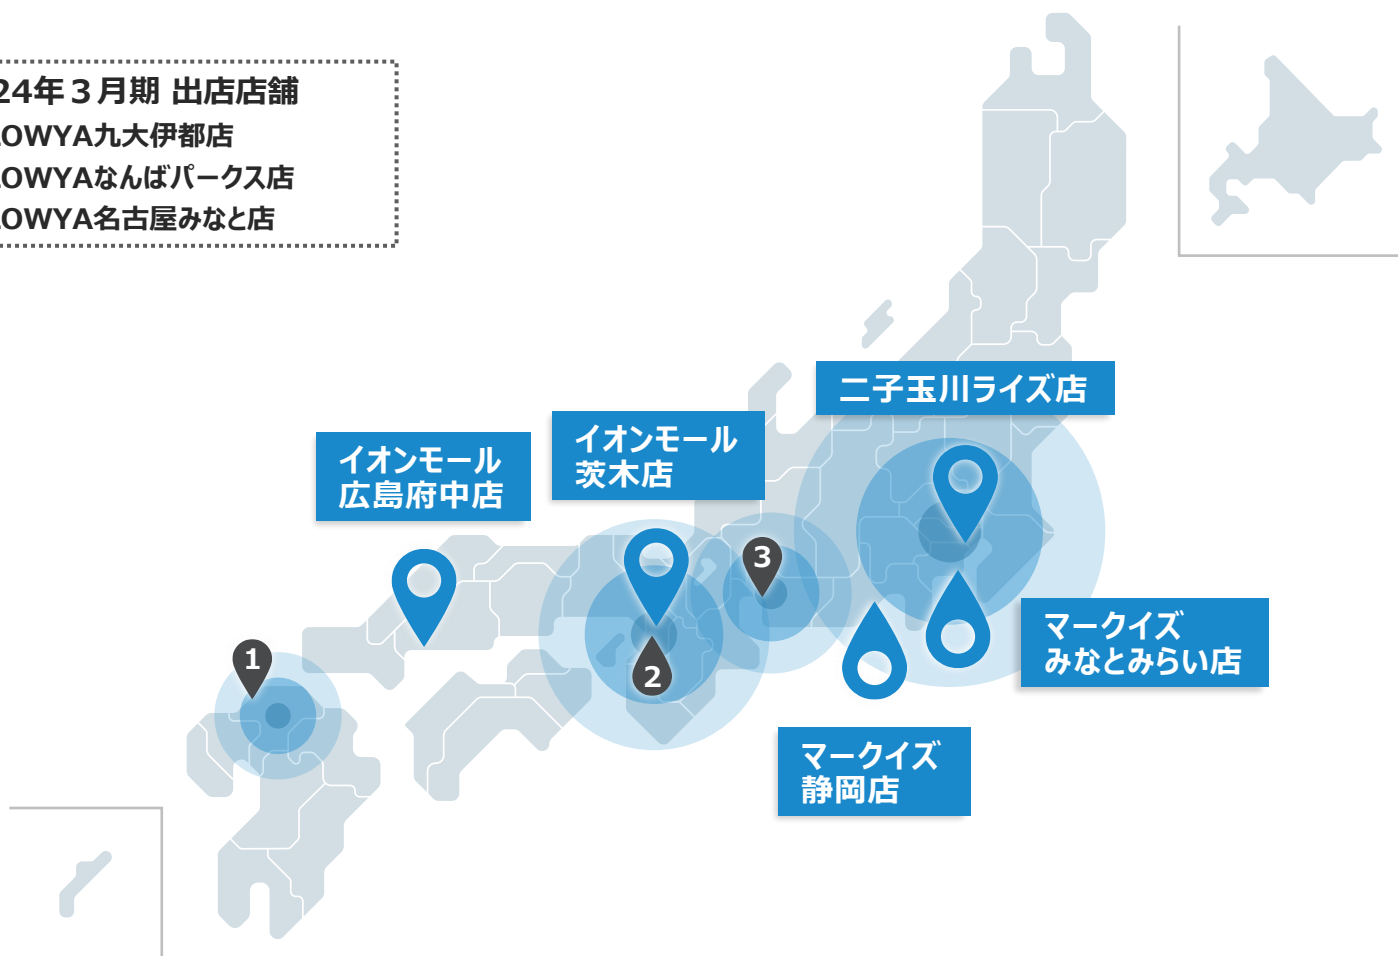 24年３月期 出店店舗
OWYA九大伊都店
OWYAなんばパークス店
OWYA名古屋みなと店
二子玉川ライズ店
イオンモール
茨木店
イオンモール
広島府中店
3
1
2
マークイズ
みなとみらい店
マークイズ
静岡店